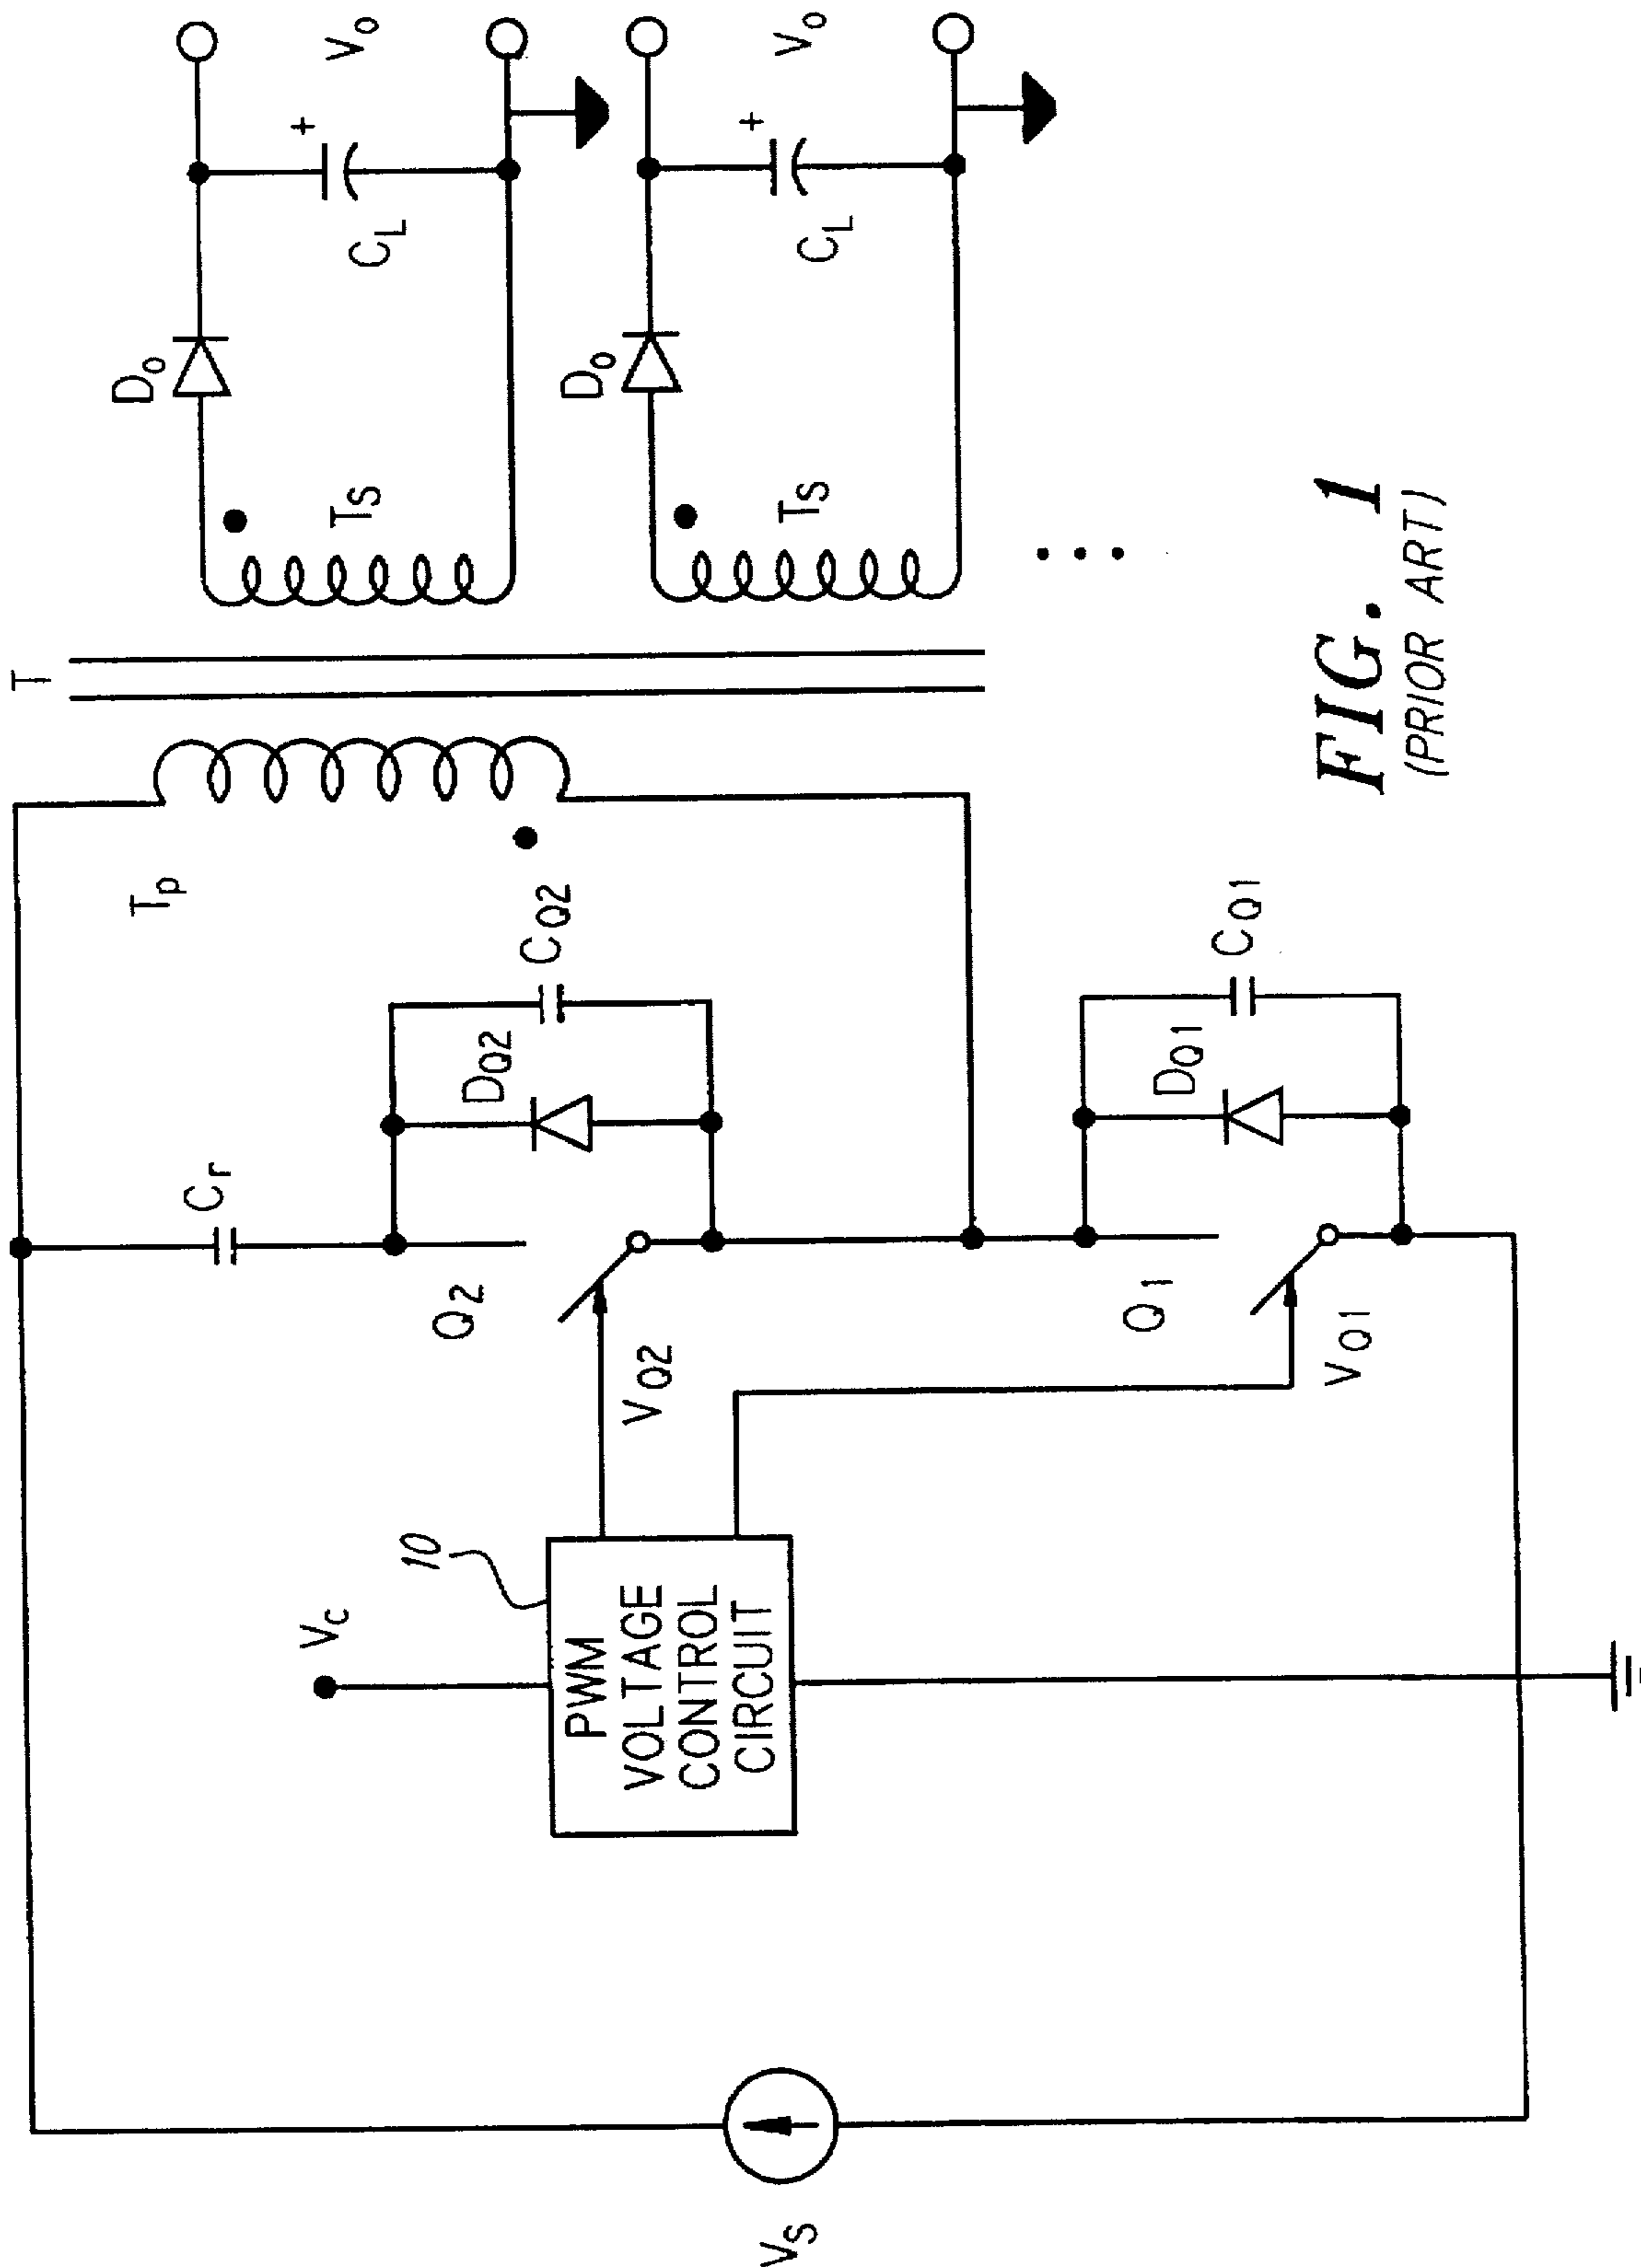 T
Tp
TS
TS
Do
Do
CL
CL
+
+
Vo
Vo
Cr
Q2
DQ2
CQ2
VQ2
Q1
DQ1
CQ1
VQ1
Vc
10
PWM
VOLTAGE
CONTROL
CIRCUIT
VS
FIG. 1
(PRIOR ART)